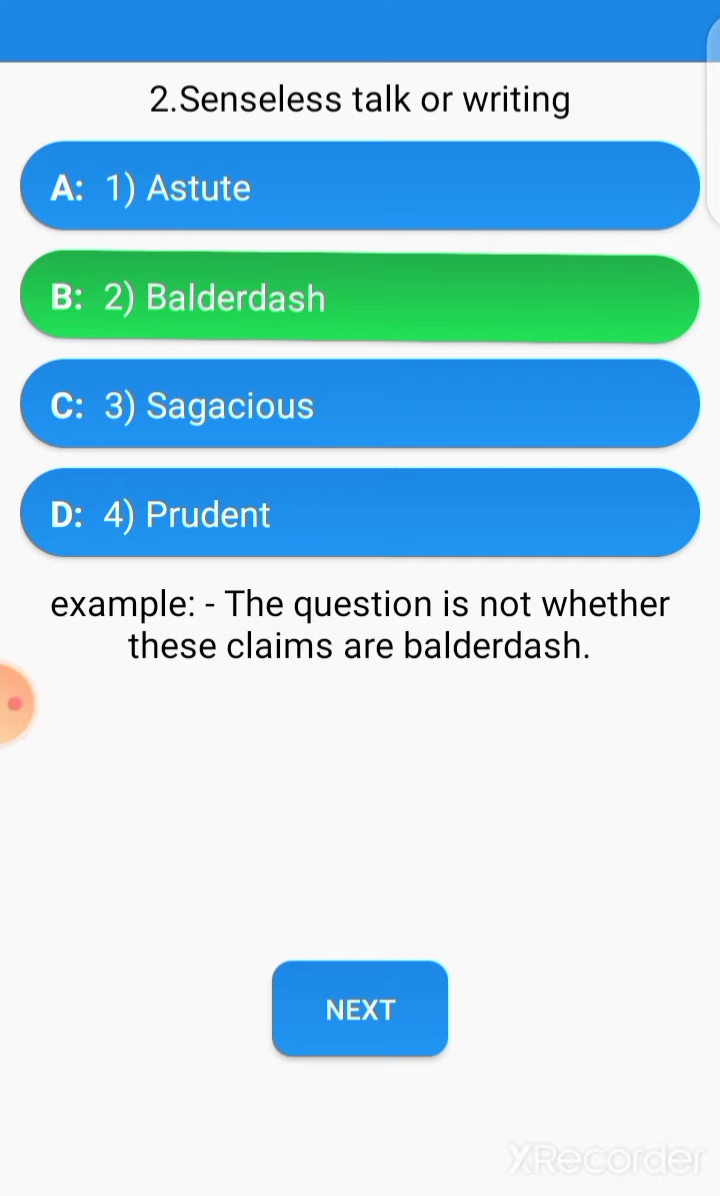 2.Senseless talk or writing
A: 1) Astute
B: 2) Balderdash
C: 3) Sagacious
D: 4) Prudent
example: - The question is not whether
these claims are balderdash.
NEXT
XRecorder